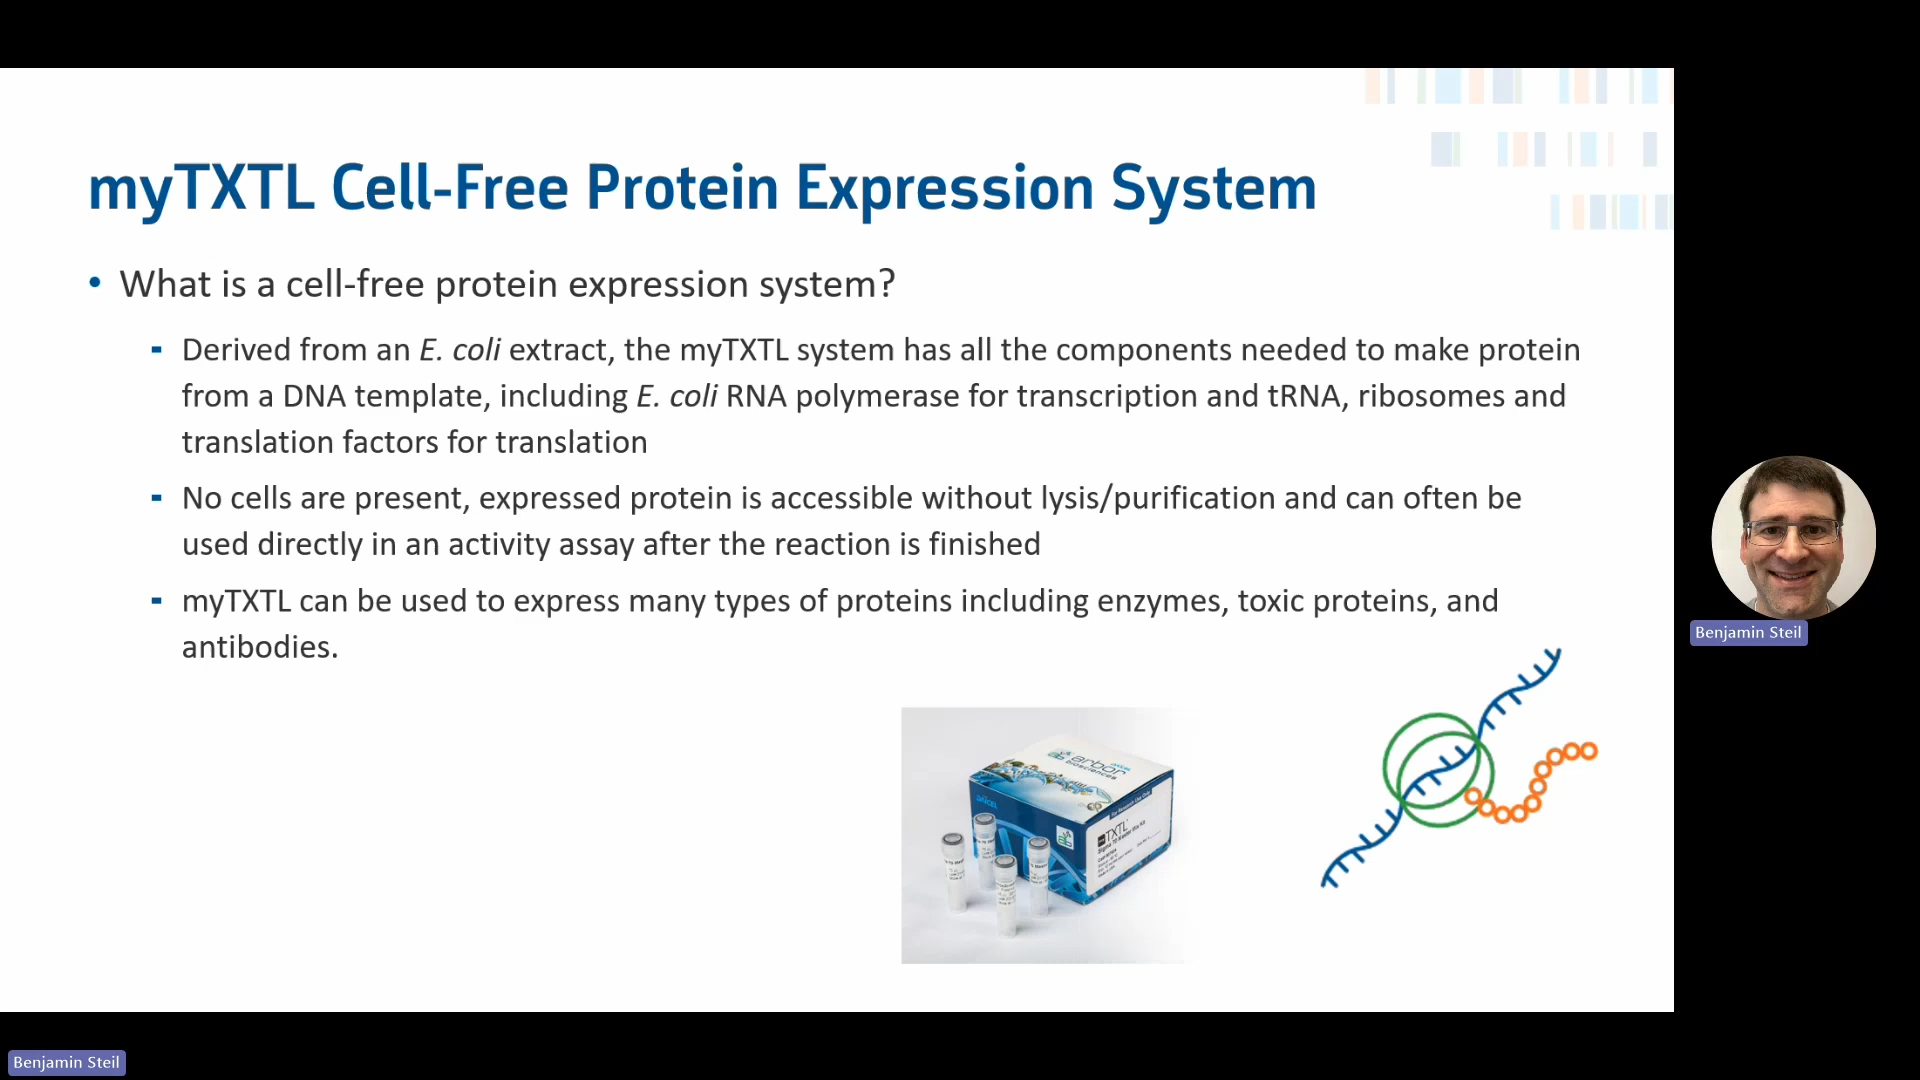 myTXTL Cell-Free Protein Expression System
• What is a cell-free protein expression system?
- Derived from an E. coli extract, the myTXTL system has all the components needed to make protein
from a DNA template, including E. coli RNA polymerase for transcription and tRNA, ribosomes and
translation factors for translation
- No cells are present, expressed protein is accessible without lysis/purification and can often be
used directly in an activity assay after the reaction is finished
- myTXTL can be used to express many types of proteins including enzymes, toxic proteins, and
antibodies.
arbor
biosciences
TXTL
Benjamin Steil
Benjamin Steil